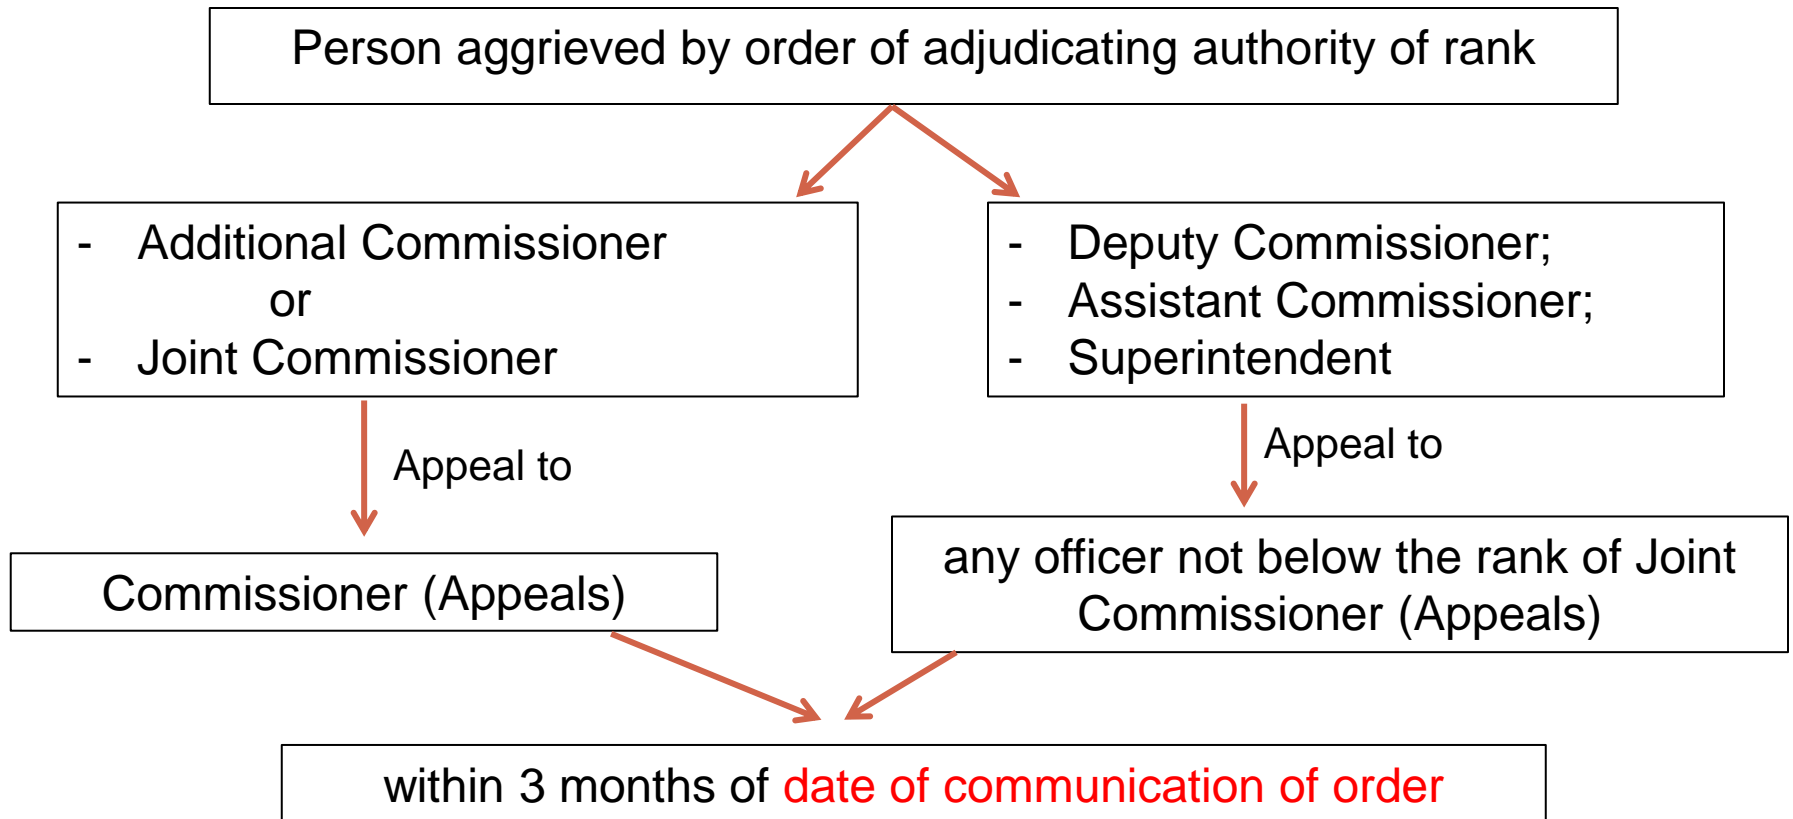 Person aggrieved by order of adjudicating authority of rank
- Additional Commissioner
or
- Joint Commissioner
- Deputy Commissioner;
- Assistant Commissioner;
- Superintendent
Appeal to
Appeal to
Commissioner (Appeals)
any officer not below the rank of Joint
Commissioner (Appeals)
within 3 months of date of communication of order